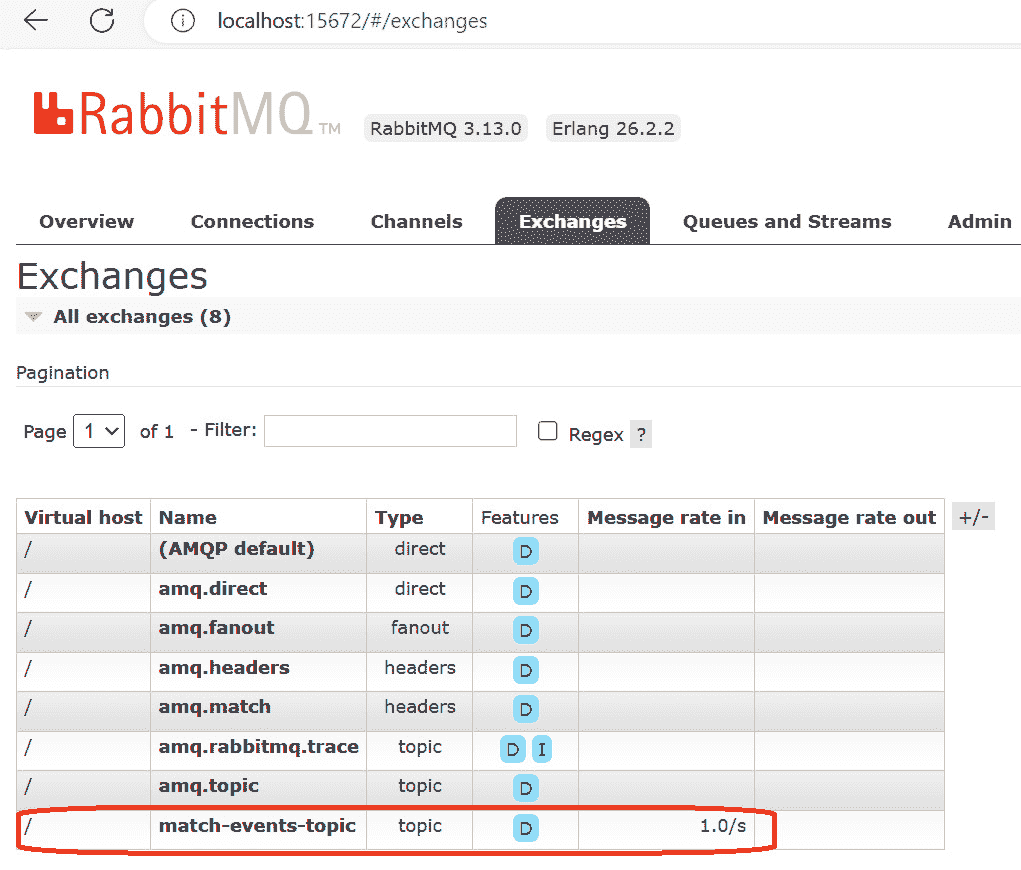 localhost:15672/#/exchanges
RabbitMQ TM RabbitMQ 3.13.0 Erlang 26.2.2
Overview Connections Channels Exchanges Queues and Streams Admin
Exchanges
All exchanges (8)
Pagination
Page 1 of 1 - Filter: Regex ?
Virtual host Name Type Features Message rate in Message rate out +/-
/ (AMQP default) direct D
/ amq.direct direct D
/ amq.fanout fanout D
/ amq.headers headers D
/ amq.match headers D
/ amq.rabbitmq.trace topic D I
/ amq.topic topic D
/ match-events-topic topic D 1.0/s